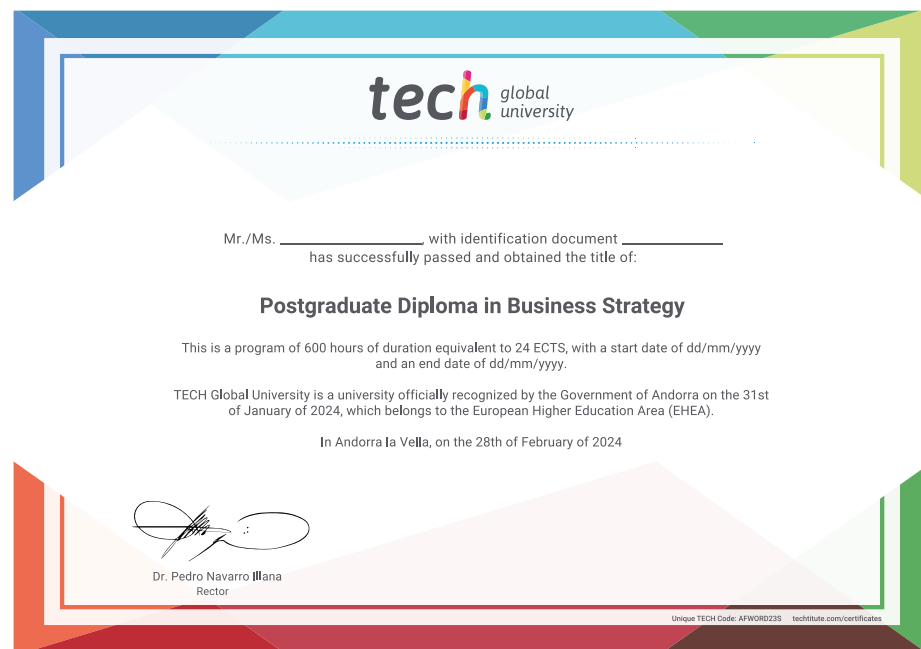 tech global university
Mr./Ms. ____________, with identification document ____________
has successfully passed and obtained the title of:
Postgraduate Diploma in Business Strategy
This is a program of 600 hours of duration equivalent to 24 ECTS, with a start date of dd/mm/yyyy
and an end date of dd/mm/yyyy.
TECH Global University is a university officially recognized by the Government of Andorra on the 31st
of January of 2024, which belongs to the European Higher Education Area (EHEA).
In Andorra la Vella, on the 28th of February of 2024
Dr. Pedro Navarro Illana
Rector
Unique TECH Code: AFWORD23S techtitute.com/certificates